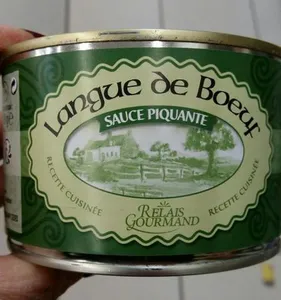 Langue de Boeuf
SAUCE PIQUANTE
RECETTE CUISINÉE
RELAIS
GOURMAND
RECETTE CUISINÉE